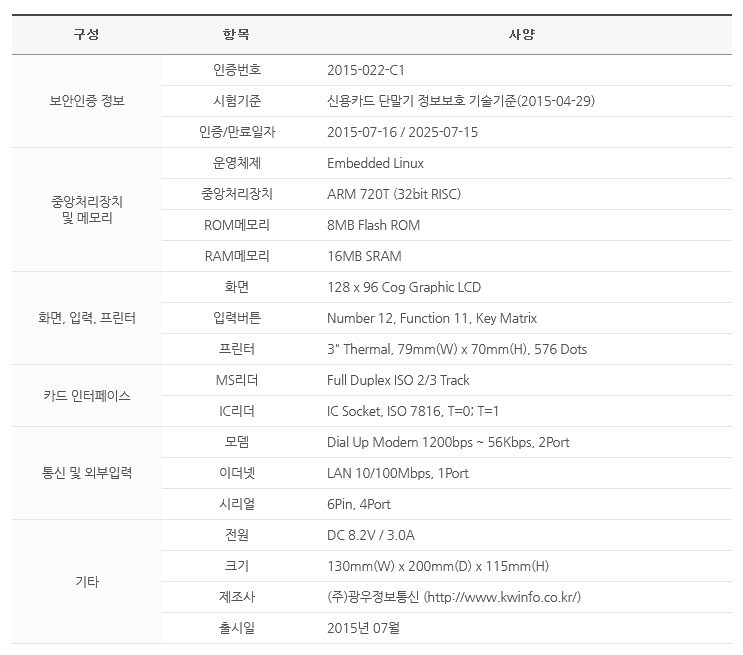 구성 항목 사양
보안인증 정보
인증번호 2015-022-C1
시험기준 신용카드 단말기 정보보호 기술기준(2015-04-29)
인증/만료일자 2015-07-16 / 2025-07-15
중앙처리장치
및 메모리
운영체제 Embedded Linux
중앙처리장치 ARM 720T (32bit RISC)
ROM메모리 8MB Flash ROM
RAM메모리 16MB SRAM
화면, 입력, 프린터
화면 128 x 96 Cog Graphic LCD
입력버튼 Number 12, Function 11, Key Matrix
프린터 3" Thermal, 79mm(W) x 70mm(H), 576 Dots
카드 인터페이스
MS리더 Full Duplex ISO 2/3 Track
IC리더 IC Socket, ISO 7816, T=0; T=1
통신 및 외부입력
모뎀 Dial Up Modem 1200bps ~ 56Kbps, 2Port
이더넷 LAN 10/100Mbps, 1Port
시리얼 6Pin, 4Port
기타
전원 DC 8.2V / 3.0A
크기 130mm(W) x 200mm(D) x 115mm(H)
제조사 (주)광우정보통신 (http://www.kwinfo.co.kr/)
출시일 2015년 07월